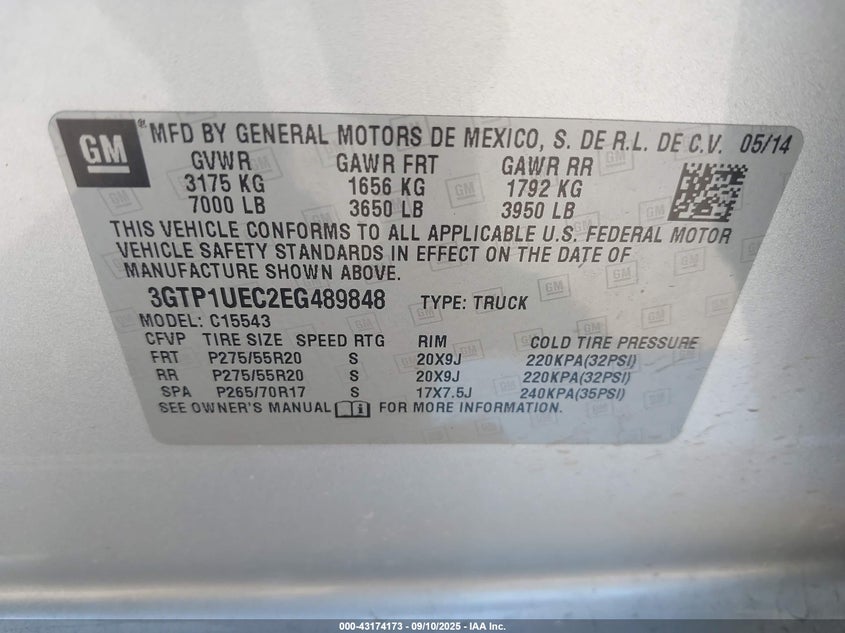 GM ® MFD BY GENERAL MOTORS DE MEXICO, S. DE R.L. DE C.V. 05/14
GVWR GAWR FRT GAWR RR
3175 KG 1656 KG 1792 KG
7000 LB 3650 LB 3950 LB
THIS VEHICLE CONFORMS TO ALL APPLICABLE U.S. FEDERAL MOTOR
VEHICLE SAFETY STANDARDS IN EFFECT ON THE DATE OF
MANUFACTURE SHOWN ABOVE.
3GTP1UEC2EG489848 TYPE: TRUCK
MODEL: C15543
CFVP TIRE SIZE SPEED RTG RIM COLD TIRE PRESSURE
FRT P275/55R20 S 20X9J 220KPA(32PSI)
RR P275/55R20 S 20X9J 220KPA(32PSI)
SPA P265/70R17 S 17X7.5J 240KPA(35PSI)
SEE OWNER'S MANUAL FOR MORE INFORMATION.
000-43174173 — 09/10/2025 — IAA Inc.